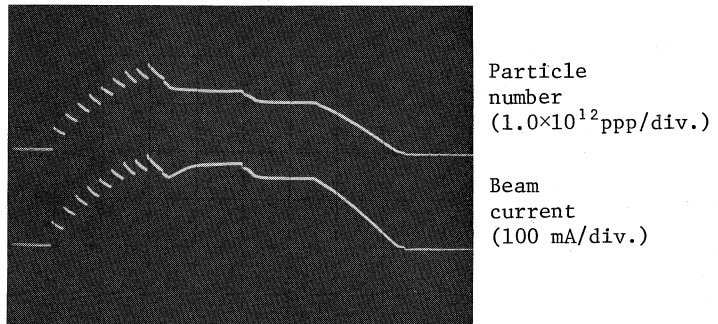 Particle
number
(1.0×10¹²ppp/div.)
Beam
current
(100 mA/div.)